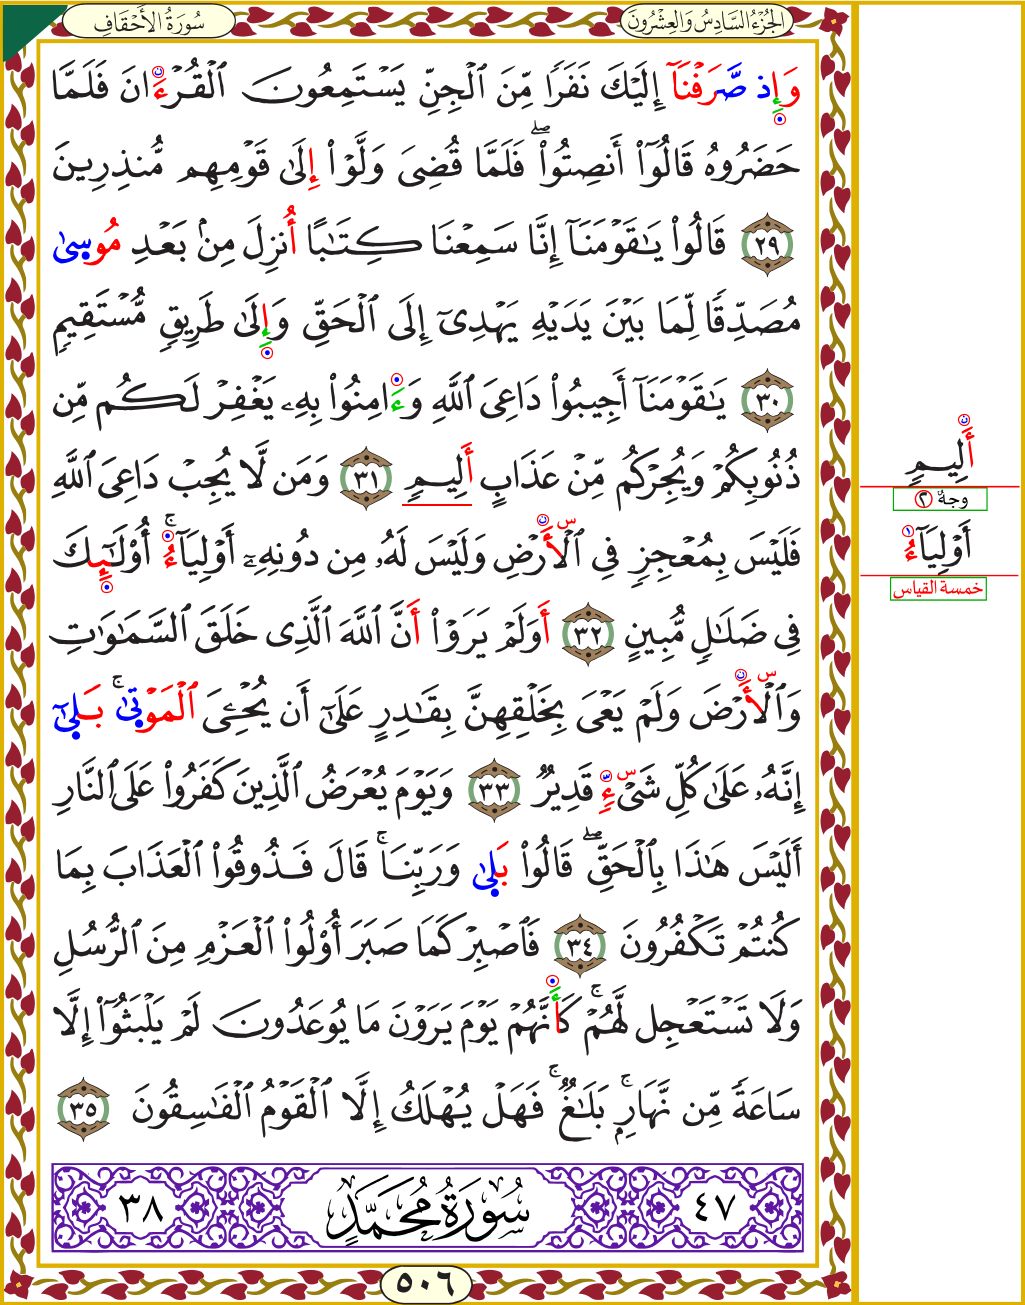 الجُزْءُ السَّادِسُ وَالعِشْرُونَ
سُورَةُ الأَحْقَافِ
وَإِذ صَّرَفْنَآ إِلَيْكَ نَفَرًا مِّنَ ٱلْجِنِّ يَسْتَمِعُونَ ٱلْقُرْءَانَ فَلَمَّا
حَضَرُوهُ قَالُوٓا۟ أَنصِتُوا۟ۖ فَلَمَّا قُضِىَ وَلَّوْا۟ إِلَىٰ قَوْمِهِم مُّنذِرِينَ
٢٩ قَالُوا۟ يَـٰقَوْمَنَآ إِنَّا سَمِعْنَا كِتَـٰبًا أُنزِلَ مِنۢ بَعْدِ مُوسَىٰ
مُصَدِّقًا لِّمَا بَيْنَ يَدَيْهِ يَهْدِىٓ إِلَى ٱلْحَقِّ وَإِلَىٰ طَرِيقٍ مُّسْتَقِيمٍ
٣٠ يَـٰقَوْمَنَآ أَجِيبُوا۟ دَاعِىَ ٱللَّهِ وَءَامِنُوا۟ بِهِۦ يَغْفِرْ لَكُم مِّن
ذُنُوبِكُمْ وَيُجِرْكُم مِّنْ عَذَابٍ أَلِيمٍ ٣١ وَمَن لَّا يُجِبْ دَاعِىَ ٱللَّهِ
فَلَيْسَ بِمُعْجِزٍ فِى ٱلْأَرْضِ وَلَيْسَ لَهُۥ مِن دُونِهِۦٓ أَوْلِيَآءُۚ أُو۟لَـٰٓئِكَ
فِى ضَلَـٰلٍ مُّبِينٍ ٣٢ أَوَلَمْ يَرَوْا۟ أَنَّ ٱللَّهَ ٱلَّذِى خَلَقَ ٱلسَّمَـٰوَٰتِ
وَٱلْأَرْضَ وَلَمْ يَعْىَ بِخَلْقِهِنَّ بِقَـٰدِرٍ عَلَىٰٓ أَن يُحْـِۧىَ ٱلْمَوْتَىٰۚ بَلَىٰٓ
إِنَّهُۥ عَلَىٰ كُلِّ شَىْءٍ قَدِيرٌ ٣٣ وَيَوْمَ يُعْرَضُ ٱلَّذِينَ كَفَرُوا۟ عَلَى ٱلنَّارِ
أَلَيْسَ هَـٰذَا بِٱلْحَقِّۖ قَالُوا۟ بَلَىٰ وَرَبِّنَاۚ قَالَ فَذُوقُوا۟ ٱلْعَذَابَ بِمَا
كُنتُمْ تَكْفُرُونَ ٣٤ فَٱصْبِرْ كَمَا صَبَرَ أُو۟لُوا۟ ٱلْعَزْمِ مِنَ ٱلرُّسُلِ
وَلَا تَسْتَعْجِل لَّهُمْۚ كَأَنَّهُمْ يَوْمَ يَرَوْنَ مَا يُوعَدُونَ لَمْ يَلْبَثُوٓا۟ إِلَّا
سَاعَةً مِّن نَّهَارٍۚ بَلَـٰغٌۚ فَهَلْ يُهْلَكُ إِلَّا ٱلْقَوْمُ ٱلْفَـٰسِقُونَ ٣٥
٤٧ سُورَةُ مُحَمَّدٍ ٣٨
٥٠٦
أَلِيمٍ
وجهٌ ٢
أَوْلِيَآءُ
خمسة القياس